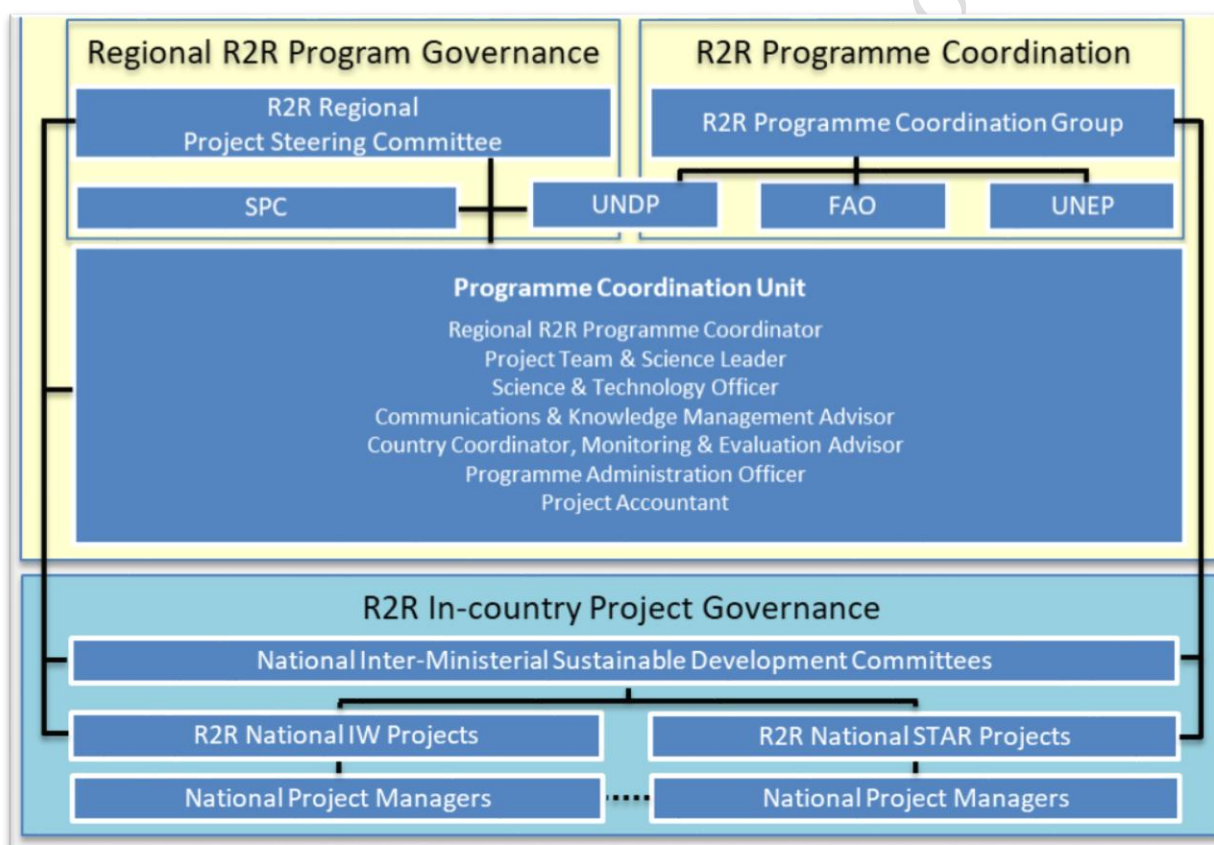 Regional R2R Program Governance
R2R Programme Coordination
R2R Regional
Project Steering Committee
R2R Programme Coordination Group
SPC
UNDP
FAO
UNEP
Programme Coordination Unit
Regional R2R Programme Coordinator
Project Team & Science Leader
Science & Technology Officer
Communications & Knowledge Management Advisor
Country Coordinator, Monitoring & Evaluation Advisor
Programme Administration Officer
Project Accountant
R2R In-country Project Governance
National Inter-Ministerial Sustainable Development Committees
R2R National IW Projects
R2R National STAR Projects
National Project Managers
National Project Managers